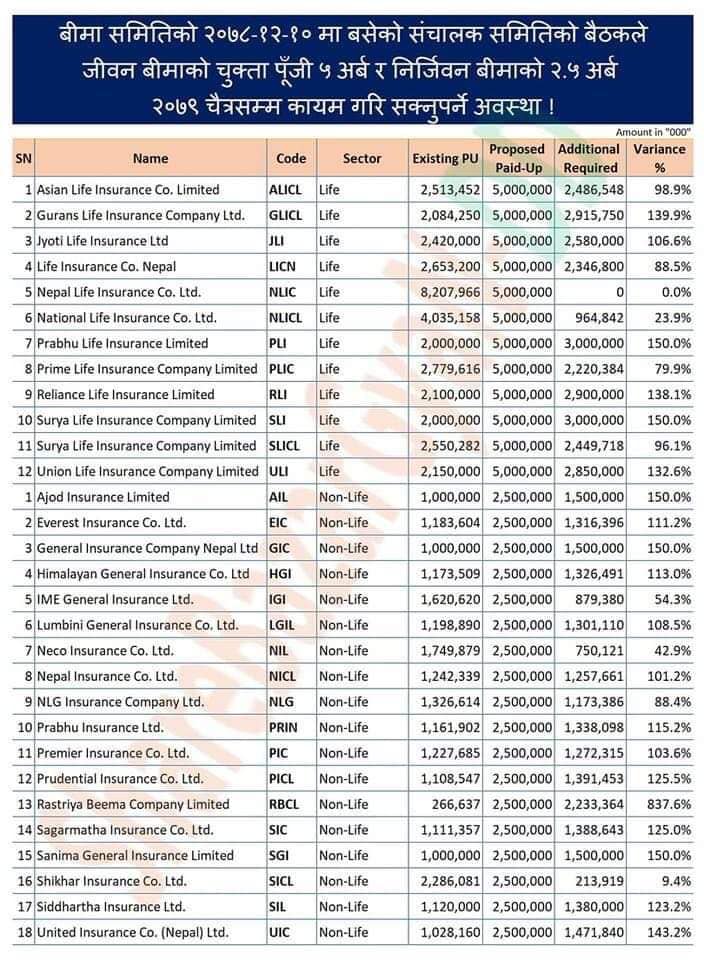 बीमा समितिको २०७८-१२-१० मा बसेको संचालक समितिको बैठकले
जीवन बीमाको चुक्ता पूँजी ५ अर्ब र निर्जिवन बीमाको २.५ अर्ब
२०७९ चैत्रसम्म कायम गरि सक्नुपर्ने अवस्था !
Amount in "000"
SN Name Code Sector Existing PU Proposed Paid-Up Additional Required Variance %
1 Asian Life Insurance Co. Limited ALICL Life 2,513,452 5,000,000 2,486,548 98.9%
2 Gurans Life Insurance Company Ltd. GLICL Life 2,084,250 5,000,000 2,915,750 139.9%
3 Jyoti Life Insurance Ltd JLI Life 2,420,000 5,000,000 2,580,000 106.6%
4 Life Insurance Co. Nepal LICN Life 2,653,200 5,000,000 2,346,800 88.5%
5 Nepal Life Insurance Co. Ltd. NLIC Life 8,207,966 5,000,000 0 0.0%
6 National Life Insurance Co. Ltd. NLICL Life 4,035,158 5,000,000 964,842 23.9%
7 Prabhu Life Insurance Limited PLI Life 2,000,000 5,000,000 3,000,000 150.0%
8 Prime Life Insurance Company Limited PLIC Life 2,779,616 5,000,000 2,220,384 79.9%
9 Reliance Life Insurance Limited RLI Life 2,100,000 5,000,000 2,900,000 138.1%
10 Surya Life Insurance Company Limited SLI Life 2,000,000 5,000,000 3,000,000 150.0%
11 Surya Life Insurance Company Limited SLICL Life 2,550,282 5,000,000 2,449,718 96.1%
12 Union Life Insurance Company Limited ULI Life 2,150,000 5,000,000 2,850,000 132.6%
1 Ajod Insurance Limited AIL Non-Life 1,000,000 2,500,000 1,500,000 150.0%
2 Everest Insurance Co. Ltd. EIC Non-Life 1,183,604 2,500,000 1,316,396 111.2%
3 General Insurance Company Nepal Ltd GIC Non-Life 1,000,000 2,500,000 1,500,000 150.0%
4 Himalayan General Insurance Co. Ltd HGI Non-Life 1,173,509 2,500,000 1,326,491 113.0%
5 IME General Insurance Ltd. IGI Non-Life 1,620,620 2,500,000 879,380 54.3%
6 Lumbini General Insurance Co. Ltd. LGIL Non-Life 1,198,890 2,500,000 1,301,110 108.5%
7 Neco Insurance Co. Ltd. NIL Non-Life 1,749,879 2,500,000 750,121 42.9%
8 Nepal Insurance Co. Ltd. NICL Non-Life 1,242,339 2,500,000 1,257,661 101.2%
9 NLG Insurance Company Ltd. NLG Non-Life 1,326,614 2,500,000 1,173,386 88.4%
10 Prabhu Insurance Ltd. PRIN Non-Life 1,161,902 2,500,000 1,338,098 115.2%
11 Premier Insurance Co. Ltd. PIC Non-Life 1,227,685 2,500,000 1,272,315 103.6%
12 Prudential Insurance Co. Ltd. PICL Non-Life 1,108,547 2,500,000 1,391,453 125.5%
13 Rastriya Beema Company Limited RBCL Non-Life 266,637 2,500,000 2,233,364 837.6%
14 Sagarmatha Insurance Co. Ltd. SIC Non-Life 1,111,357 2,500,000 1,388,643 125.0%
15 Sanima General Insurance Limited SGI Non-Life 1,000,000 2,500,000 1,500,000 150.0%
16 Shikhar Insurance Co. Ltd. SICL Non-Life 2,286,081 2,500,000 213,919 9.4%
17 Siddhartha Insurance Ltd. SIL Non-Life 1,120,000 2,500,000 1,380,000 123.2%
18 United Insurance Co. (Nepal) Ltd. UIC Non-Life 1,028,160 2,500,000 1,471,840 143.2%